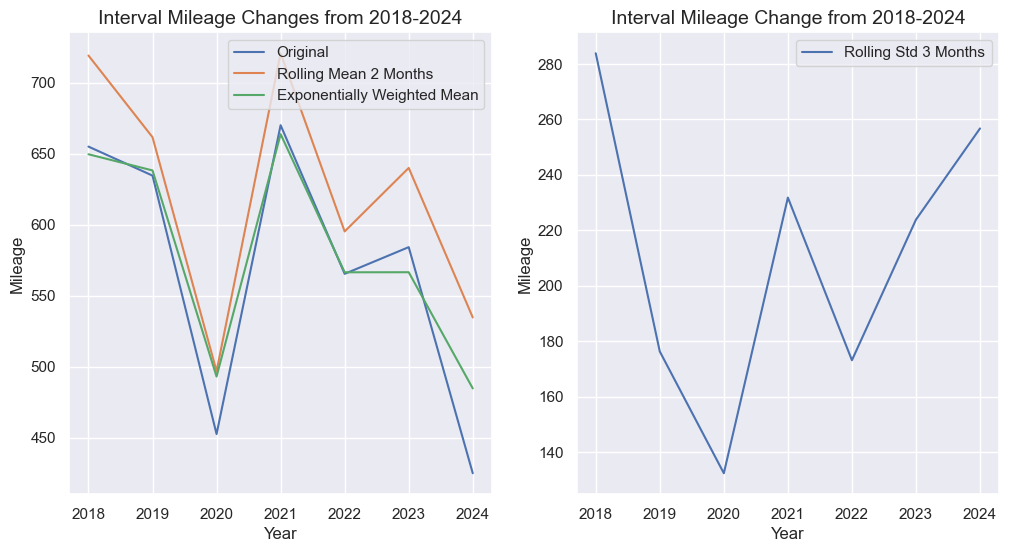 Interval Mileage Changes from 2018-2024
Original
Rolling Mean 2 Months
Exponentially Weighted Mean
700
650
600
550
500
450
Mileage
2018 2019 2020 2021 2022 2023 2024
Year
Interval Mileage Change from 2018-2024
Rolling Std 3 Months
280
260
240
220
200
180
160
140
Mileage
2018 2019 2020 2021 2022 2023 2024
Year